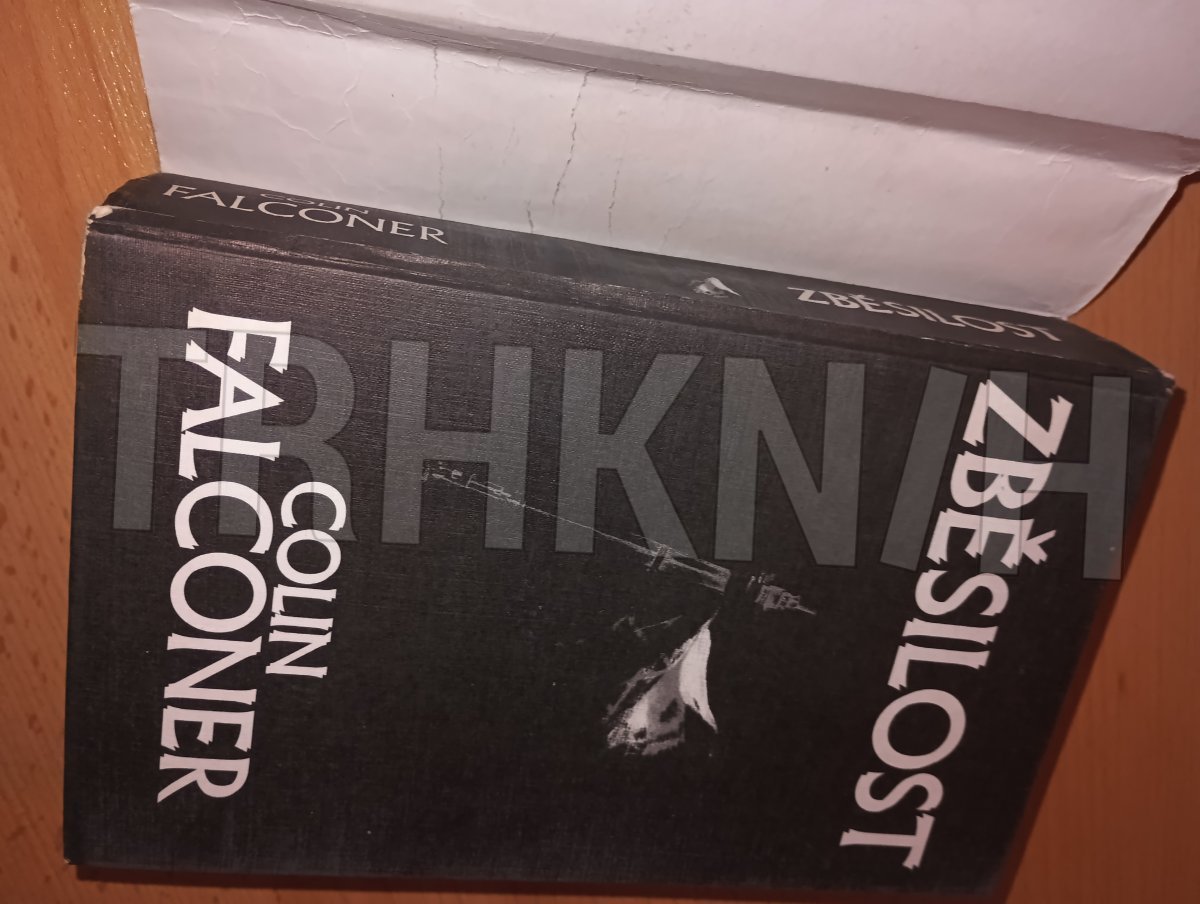 COLIN
FALCONER
ZBĚSILOST
COLIN
FALCONER
ZBĚSILOST
TRHKNIH